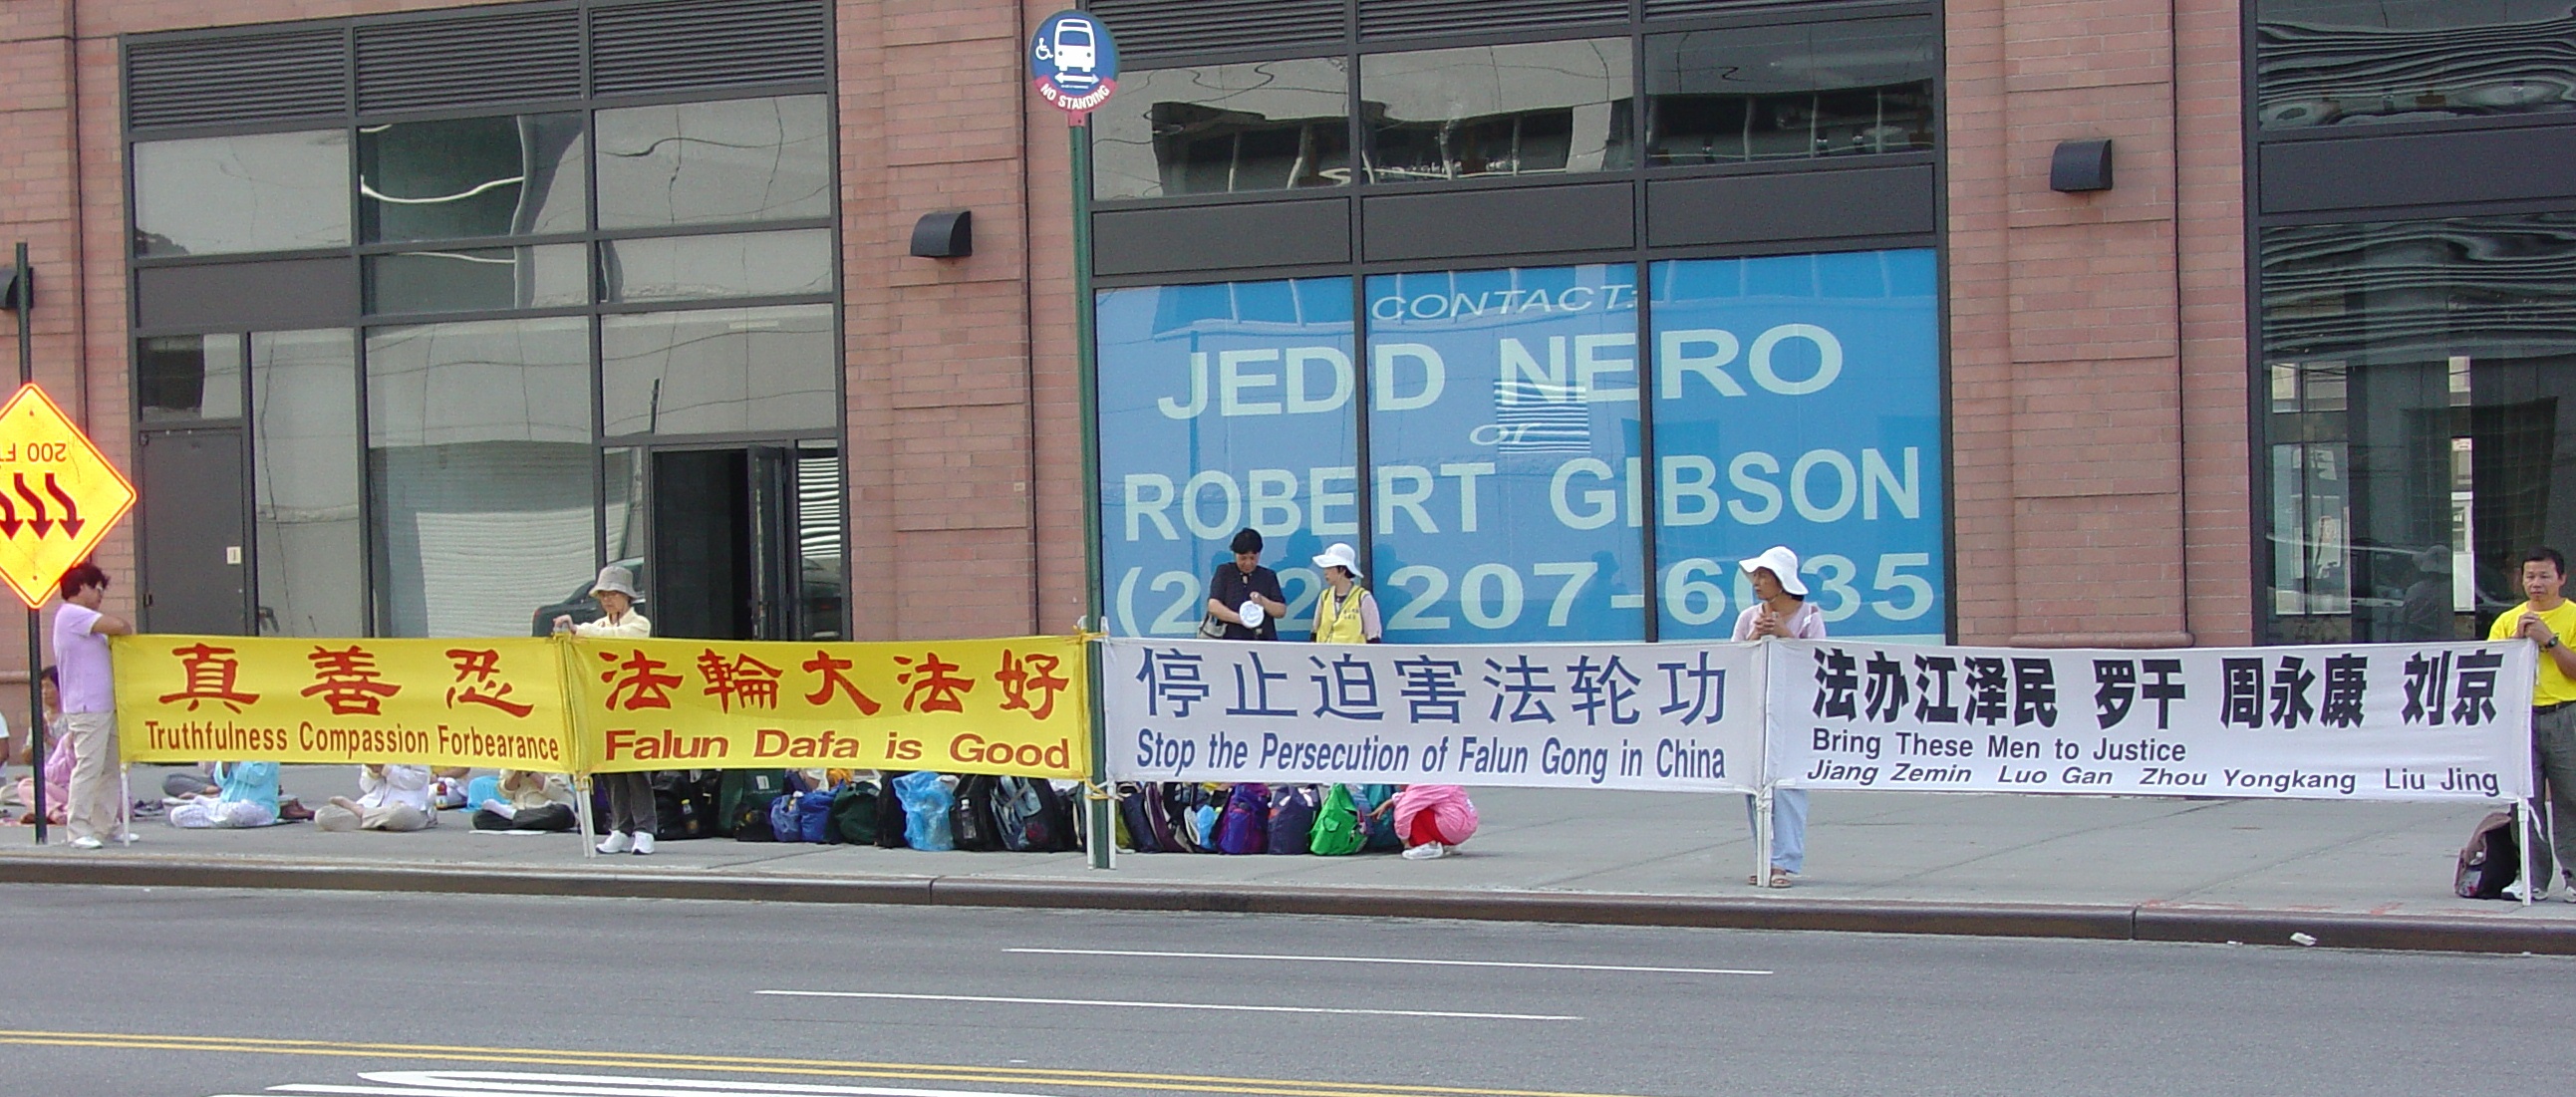 NO STANDING
CONTACT:
JEDD NERO
or
ROBERT GIBSON
207-6035
200 FT
真善忍
Truthfulness Compassion Forbearance
法輪大法好
Falun Dafa is Good
停止迫害法轮功
Stop the Persecution of Falun Gong in China
法办江泽民 罗干 周永康 刘京
Bring These Men to Justice
Jiang Zemin Luo Gan Zhou Yongkang Liu Jing